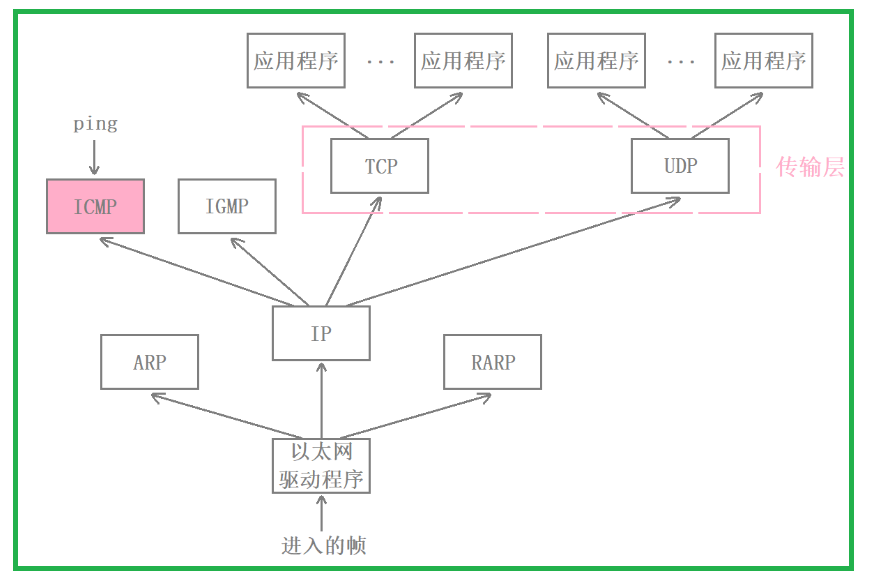 应用程序 ··· 应用程序 应用程序 ··· 应用程序
ping
TCP UDP 传输层
ICMP IGMP
IP
ARP RARP
以太网
驱动程序
进入的帧